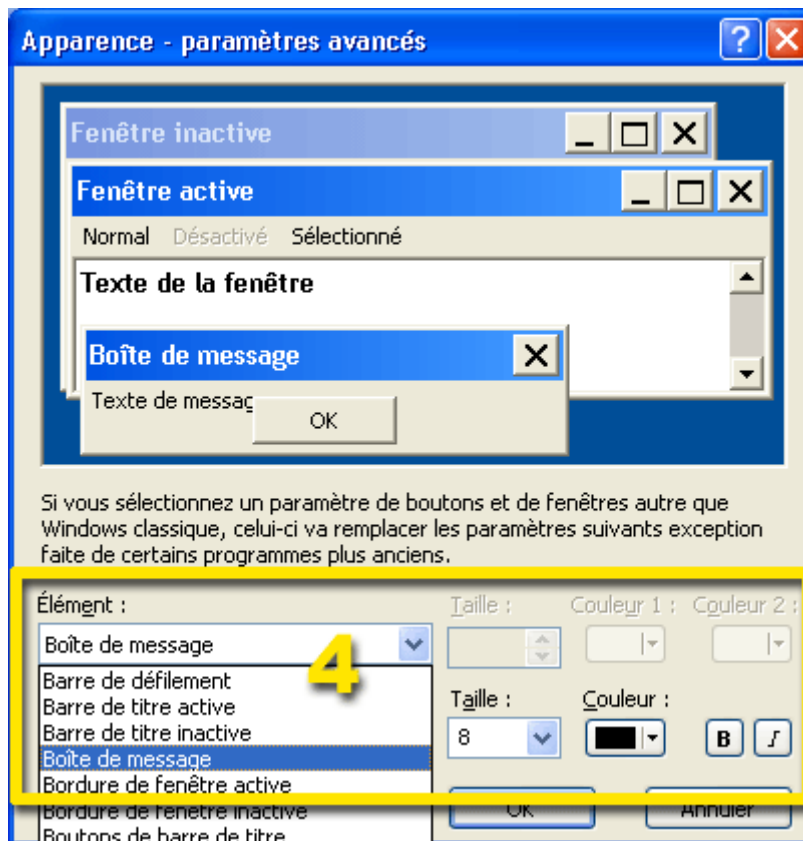 Apparence - paramètres avancés
Fenêtre inactive
Fenêtre active
Normal Désactivé Sélectionné
Texte de la fenêtre
Boîte de message
Texte de messag
OK
Si vous sélectionnez un paramètre de boutons et de fenêtres autre que
Windows classique, celui-ci va remplacer les paramètres suivants exception
faite de certains programmes plus anciens.
Élément : Taille : Couleur 1 : Couleur 2 :
Boîte de message
4
Barre de défilement
Barre de titre active
Barre de titre inactive
Boîte de message
Bordure de fenêtre active
Bordure de fenêtre inactive
Boutons de barre de titre
Taille : Couleur :
8 B I
OK Annuler